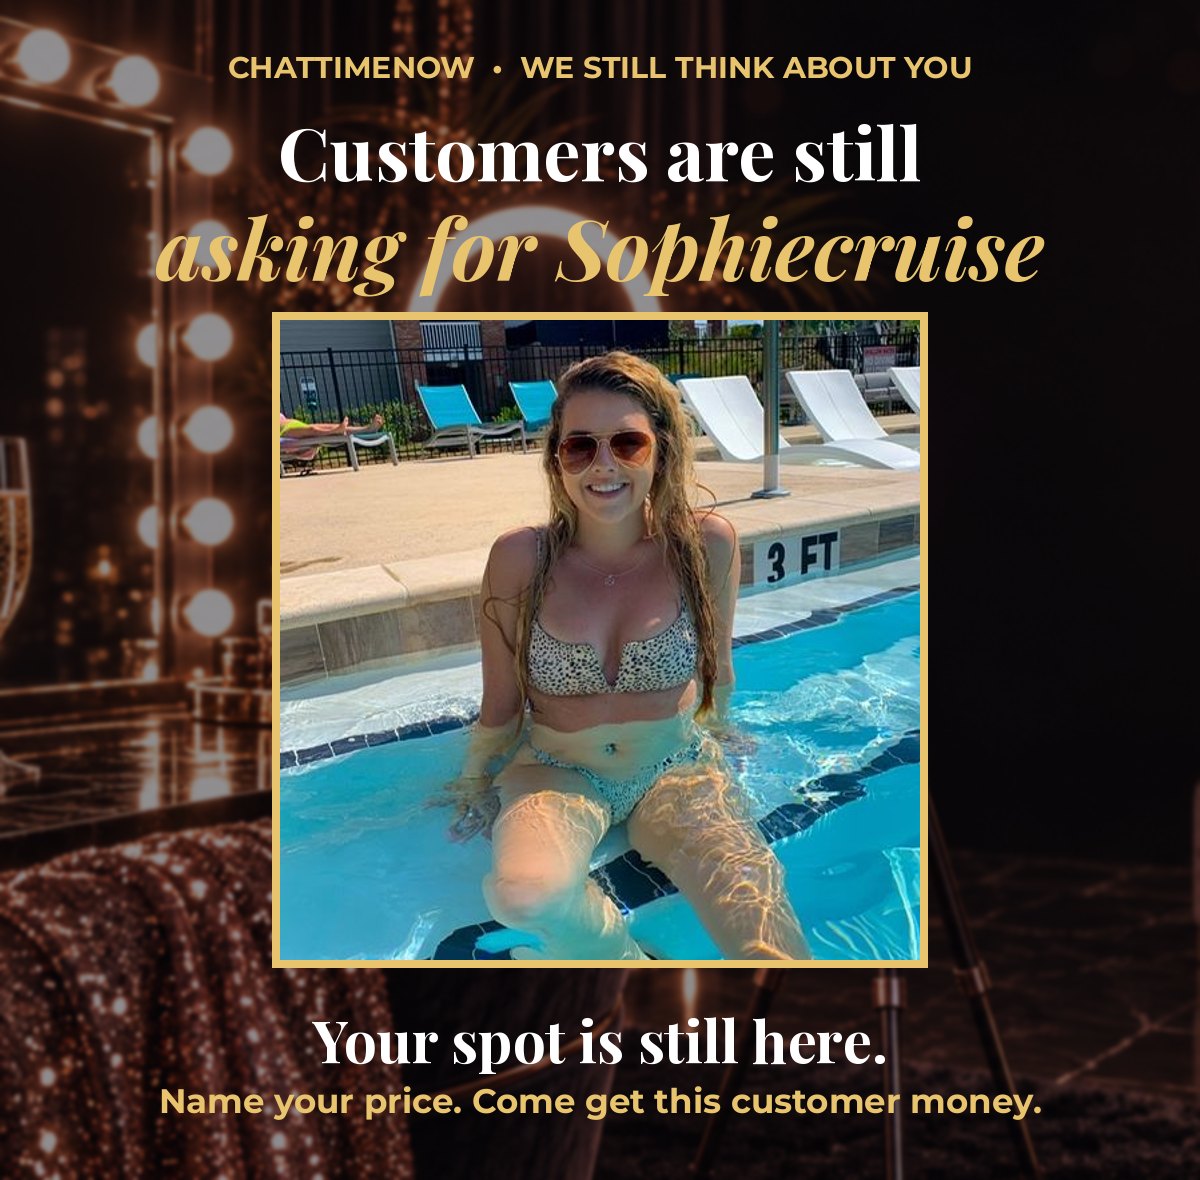 CHATTIMENOW • WE STILL THINK ABOUT YOU
Customers are still
asking for Sophiecruise
3 FT
Your spot is still here.
Name your price. Come get this customer money.